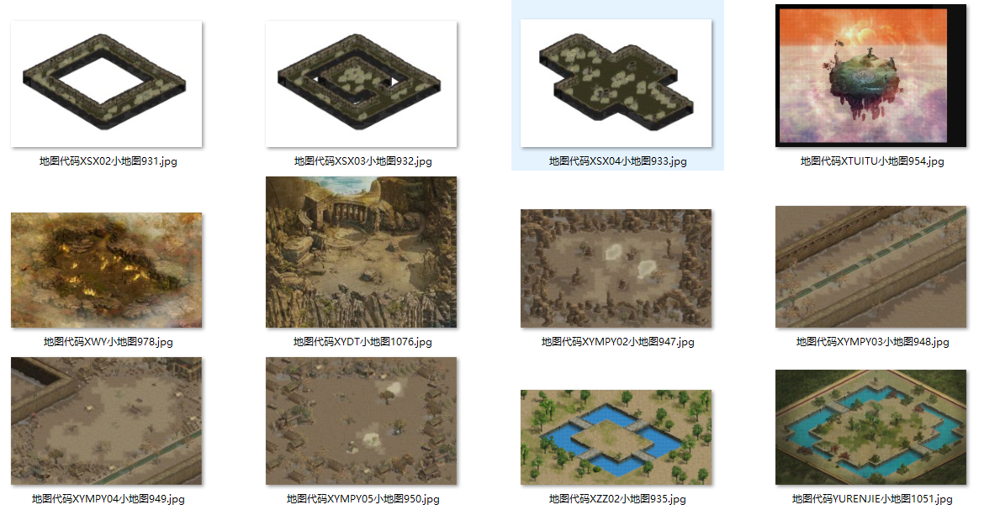 地图代码XSX02小地图931.jpg
地图代码XSX03小地图932.jpg
地图代码XSX04小地图933.jpg
地图代码XTUITU小地图954.jpg
地图代码XWY小地图978.jpg
地图代码XYDT小地图1076.jpg
地图代码XYMPY02小地图947.jpg
地图代码XYMPY03小地图948.jpg
地图代码XYMPY04小地图949.jpg
地图代码XYMPY05小地图950.jpg
地图代码XZZ02小地图935.jpg
地图代码YURENJIE小地图1051.jpg